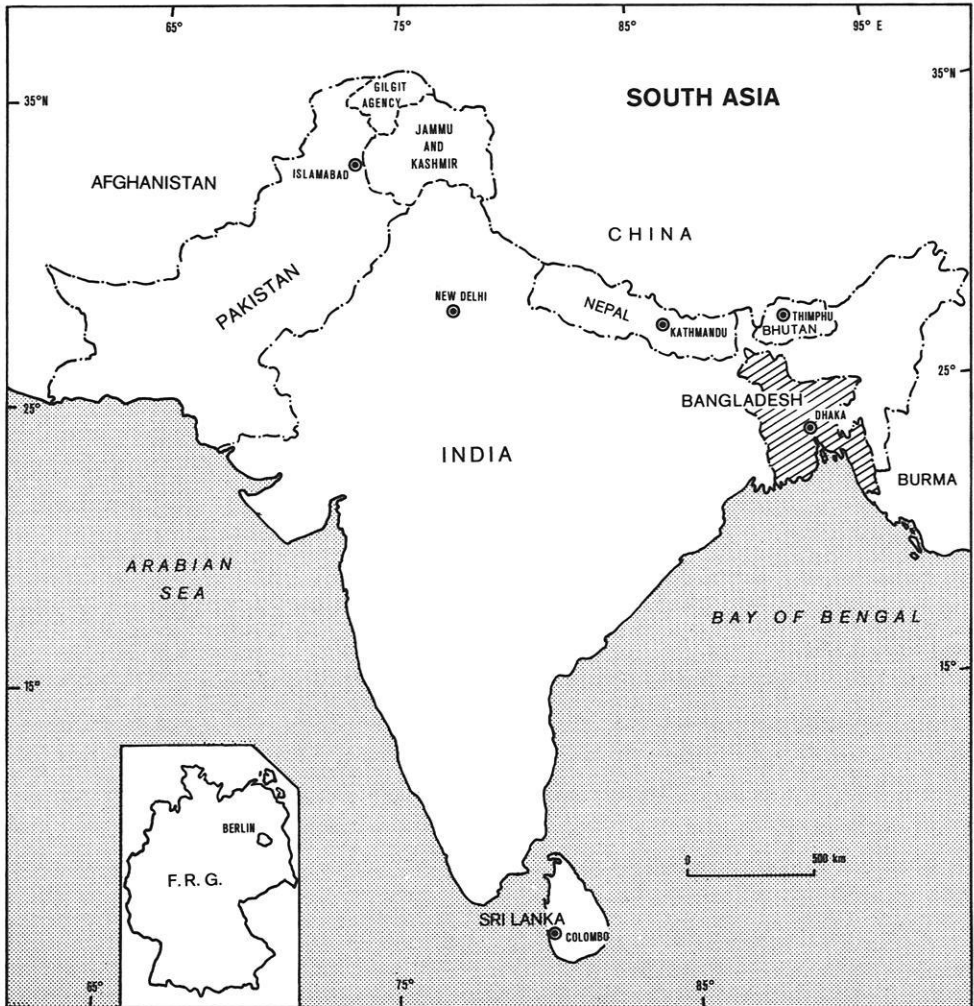 65°
75°
85°
95° E
35°N
35°N
SOUTH ASIA
GILGIT
AGENCY
JAMMU
AND
KASHMIR
ISLAMABAD
AFGHANISTAN
CHINA
PAKISTAN
NEW DELHI
NEPAL
KATHMANDU
THIMPHU
BHUTAN
25°
25°
BANGLADESH
DHAKA
INDIA
BURMA
ARABIAN
SEA
BAY OF BENGAL
15°
15°
BERLIN
F.R.G.
0
500 km
SRI LANKA
COLOMBO
65°
75°
85°